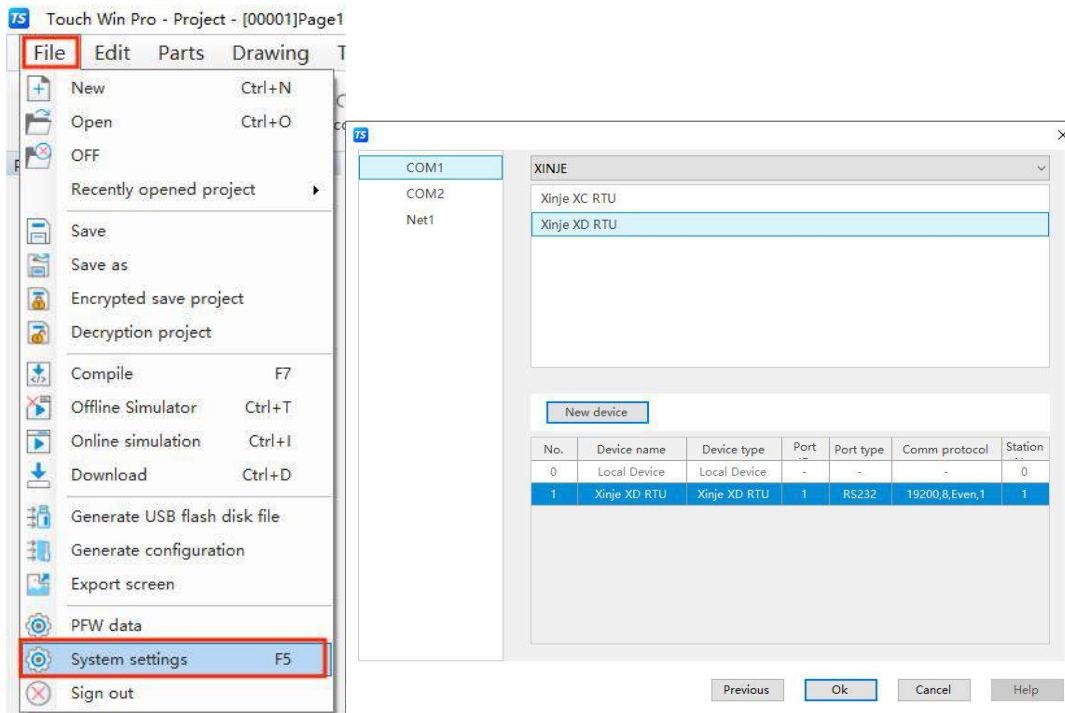 TS Touch Win Pro - Project - [00001]Page1
File Edit Parts Drawing
New Ctrl+N
Open Ctrl+O
OFF
Recently opened project
Save
Save as
Encrypted save project
Decryption project
Compile F7
Offline Simulator Ctrl+T
Online simulation Ctrl+I
Download Ctrl+D
Generate USB flash disk file
Generate configuration
Export screen
PFW data
System settings F5
Sign out
TS
COM1
COM2
Net1
XINJE
Xinje XC RTU
Xinje XD RTU
New device
No. Device name Device type Port Port type Comm protocol Station
0 Local Device Local Device - - - 0
1 Xinje XD RTU Xinje XD RTU 1 RS232 19200,8,Even,1 1
Previous Ok Cancel Help